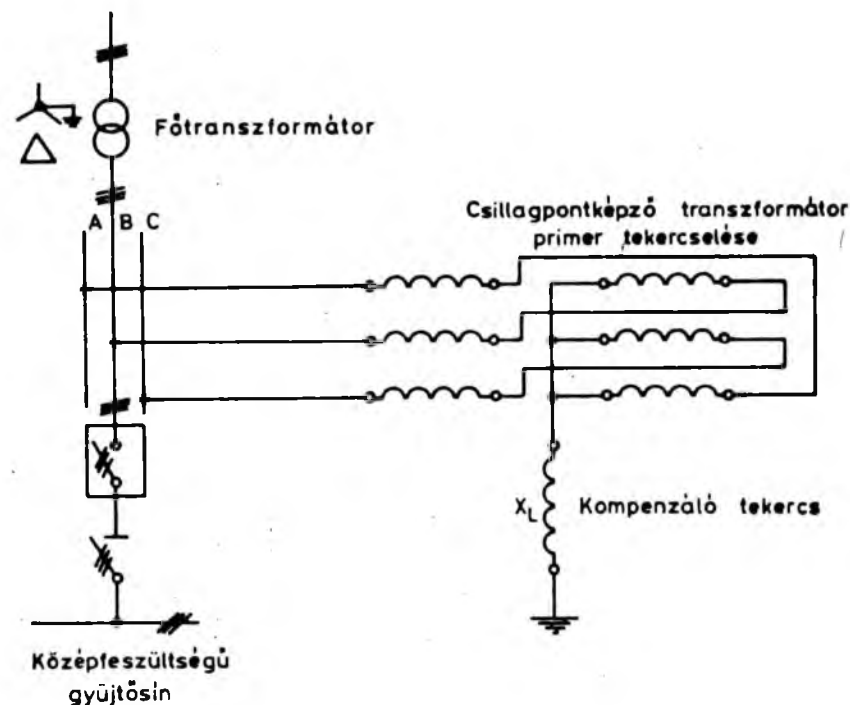 Főtranszformátor
A B C
Csillagpontképző transzformátor
primer tekercselése
X_L Kompenzáló tekercs
Középfeszültségű
gyűjtősín